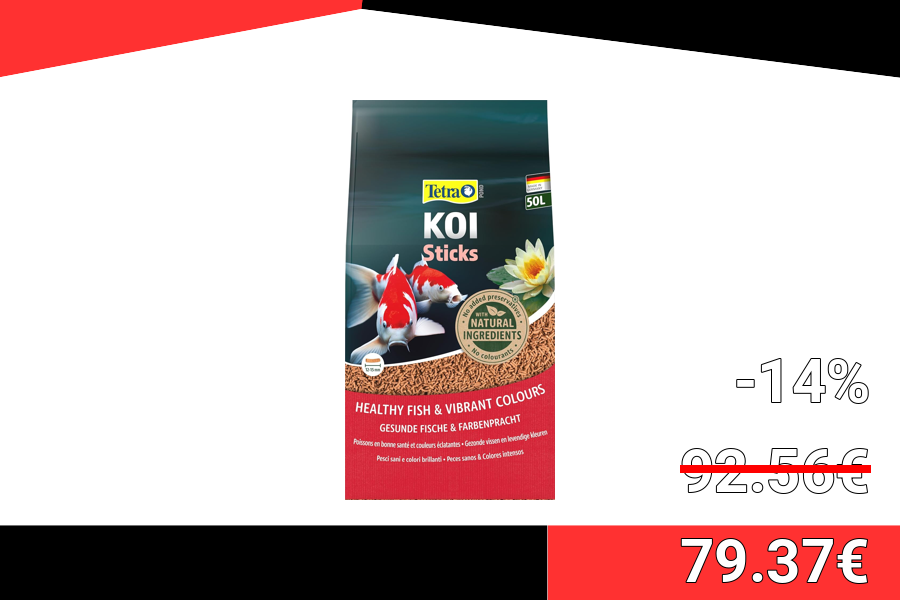 Tetra
POND
KOI
Sticks
50L
No added preservatives
WITH
NATURAL
INGREDIENTS
No colourants
HEALTHY FISH & VIBRANT COLOURS
GESUNDE FISCHE & FARBENPRACHT
Poissons en bonne santé et couleurs éclatantes • Gezonde vissen en levendige kleuren
Pesci sani e colori brillanti • Peces sanos & Colores intensos
-14%
92.56€
79.37€